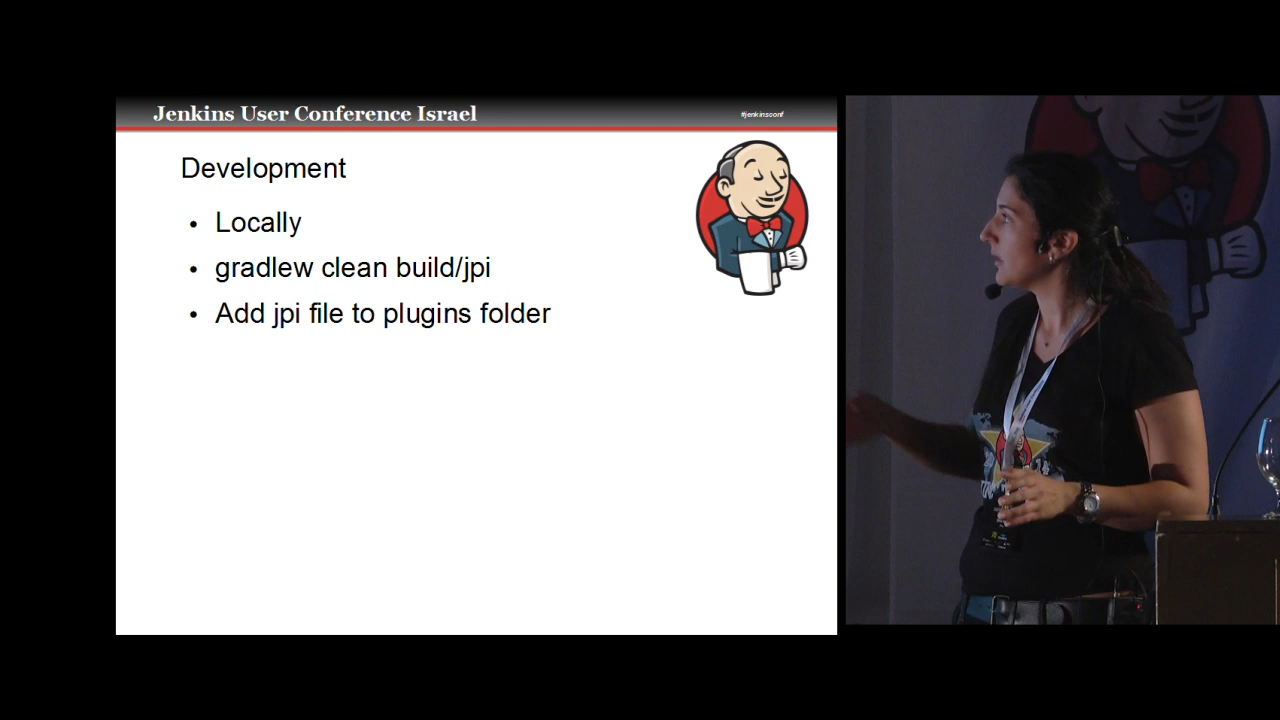 Jenkins User Conference Israel
#jenkinsconf
Development
• Locally
• gradlew clean build/jpi
• Add jpi file to plugins folder